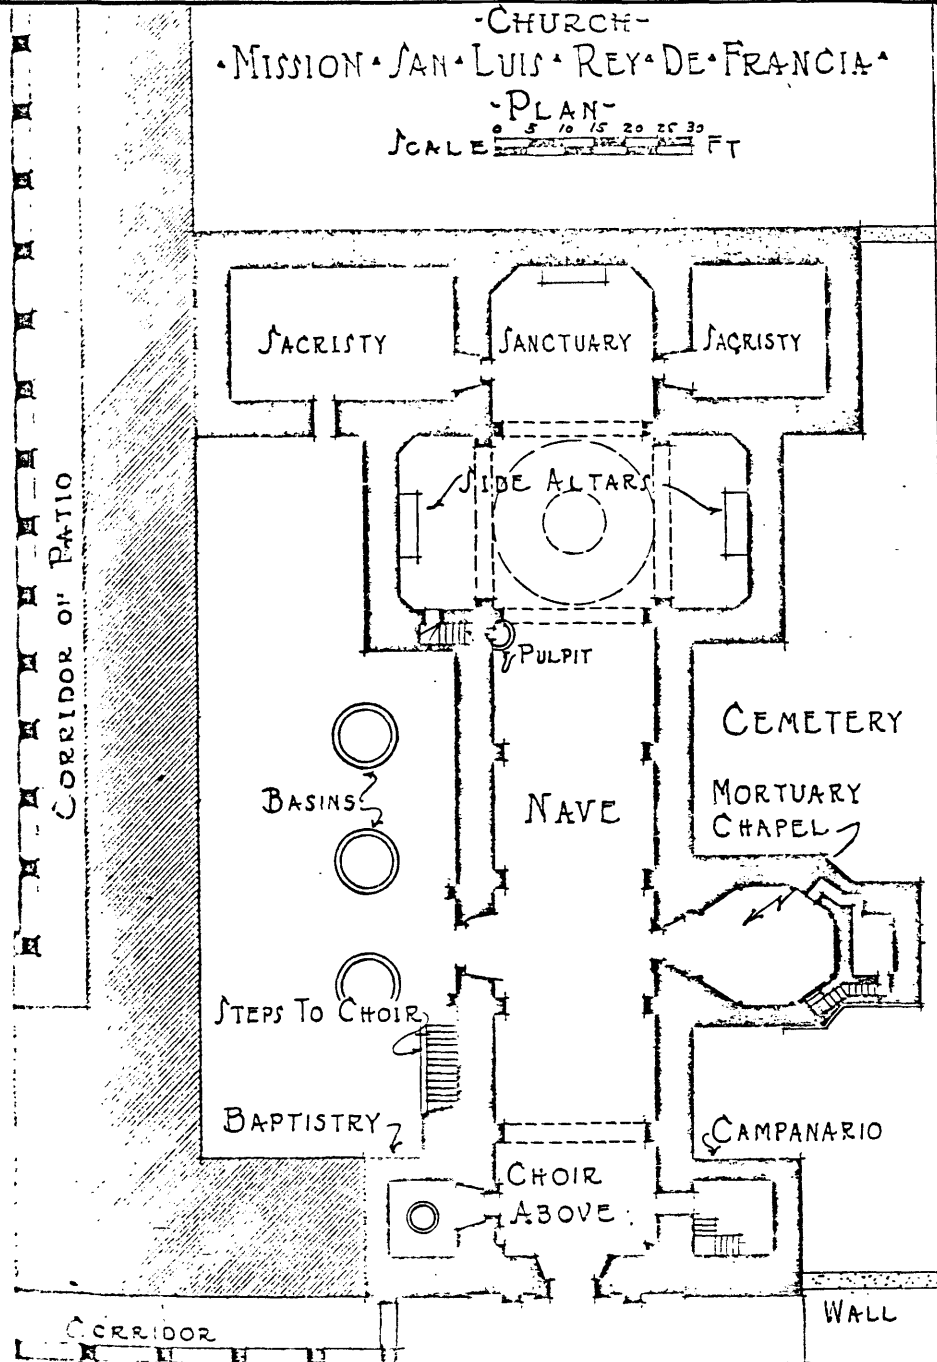 -CHURCH-
·MISSION·SAN·LUIS·REY·DE·FRANCIA·
-PLAN-
0 5 10 15 20 25 30
SCALE FT
SACRISTY
SANCTUARY
SACRISTY
SIDE ALTARS
CORRIDOR OF PATIO
PULPIT
CEMETERY
BASINS
NAVE
MORTUARY
CHAPEL
STEPS TO CHOIR
BAPTISTRY
CAMPANARIO
CHOIR
ABOVE
WALL
CORRIDOR